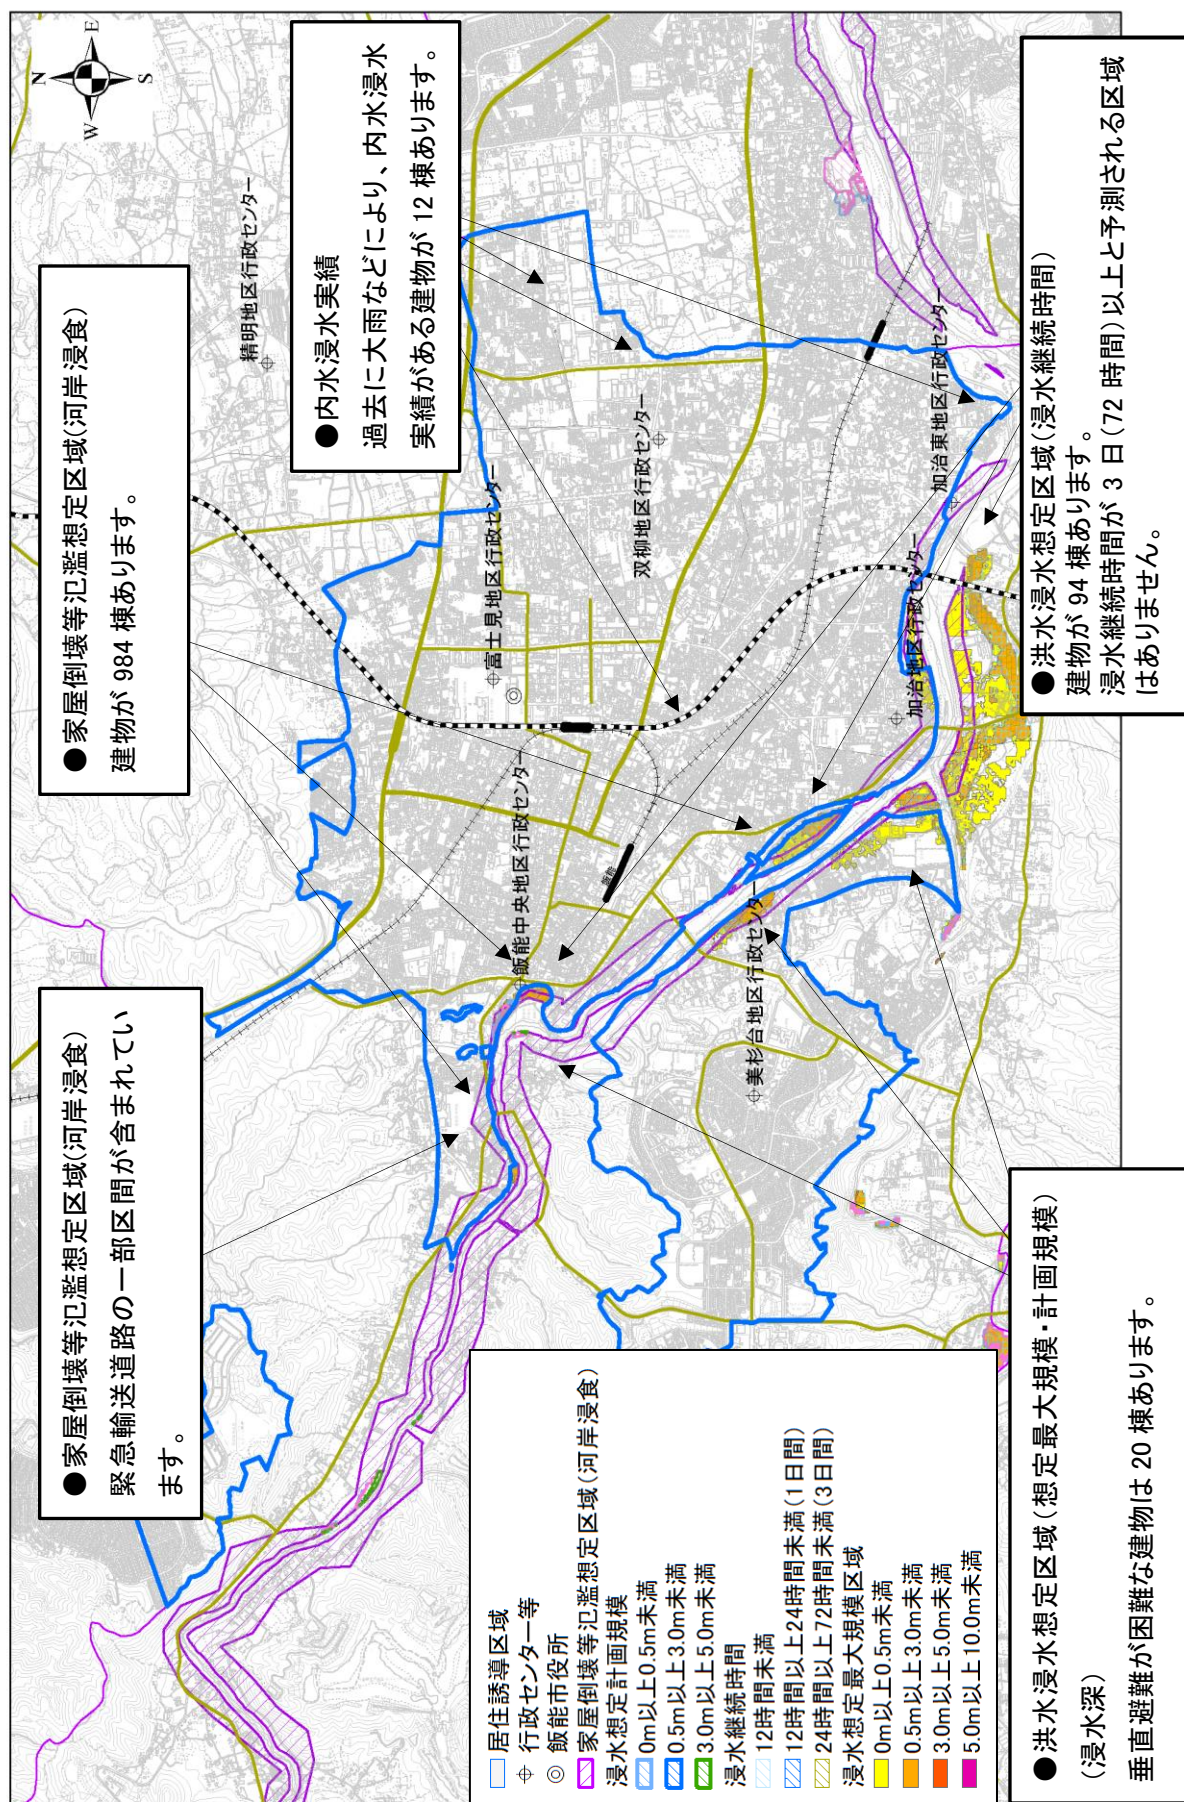 N
E
S
W
●家屋倒壊等氾濫想定区域(河岸浸食)
緊急輸送道路の一部区間が含まれてい
ます。
●家屋倒壊等氾濫想定区域(河岸浸食)
建物が 984 棟あります。
●内水浸水実績
過去に大雨などにより、内水浸水
実績がある建物が 12 棟あります。
精明地区行政センター
富士見地区行政センター
双柳地区行政センター
飯能中央地区行政センター
飯能
加治東地区行政センター
加治地区行政センター
美杉台地区行政センター
居住誘導区域
行政センター等
飯能市役所
家屋倒壊等氾濫想定区域(河岸浸食)
浸水想定計画規模
0m以上0.5m未満
0.5m以上3.0m未満
3.0m以上5.0m未満
浸水継続時間
12時間未満
12時間以上24時間未満(1日間)
24時間以上72時間未満(3日間)
浸水想定最大規模区域
0m以上0.5m未満
0.5m以上3.0m未満
3.0m以上5.0m未満
5.0m以上10.0m未満
●洪水浸水想定区域(想定最大規模・計画規模)
(浸水深)
垂直避難が困難な建物は 20 棟あります。
●洪水浸水想定区域(浸水継続時間)
建物が 94 棟あります。
浸水継続時間が 3 日(72 時間)以上と予測される区域
はありません。